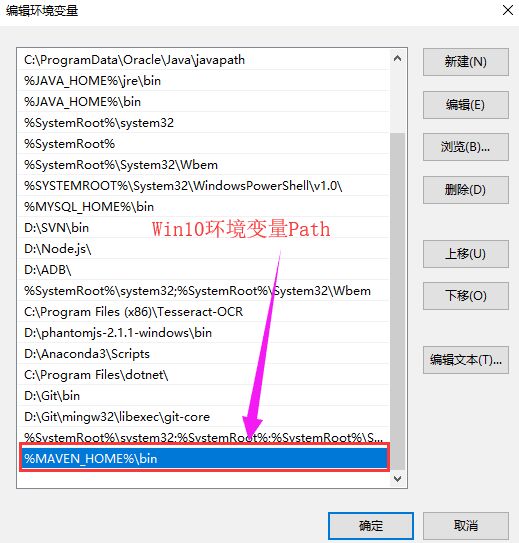 编辑环境变量
C:\ProgramData\Oracle\Java\javapath
%JAVA_HOME%\jre\bin
%JAVA_HOME%\bin
%SystemRoot%\system32
%SystemRoot%
%SystemRoot%\System32\Wbem
%SYSTEMROOT%\System32\WindowsPowerShell\v1.0\
%MYSQL_HOME%\bin
D:\SVN\bin
Win10环境变量Path
D:\Node.js\
D:\ADB\
%SystemRoot%\system32;%SystemRoot%\System32\Wbem
C:\Program Files (x86)\Tesseract-OCR
D:\phantomjs-2.1.1-windows\bin
D:\Anaconda3\Scripts
C:\Program Files\dotnet\
D:\Git\bin
D:\Git\mingw32\libexec\git-core
%SystemRoot%\system32;%SystemRoot%;%SystemRoot%\S...
%MAVEN_HOME%\bin
新建(N)
编辑(E)
浏览(B)...
删除(D)
上移(U)
下移(O)
编辑文本(T)...
确定
取消